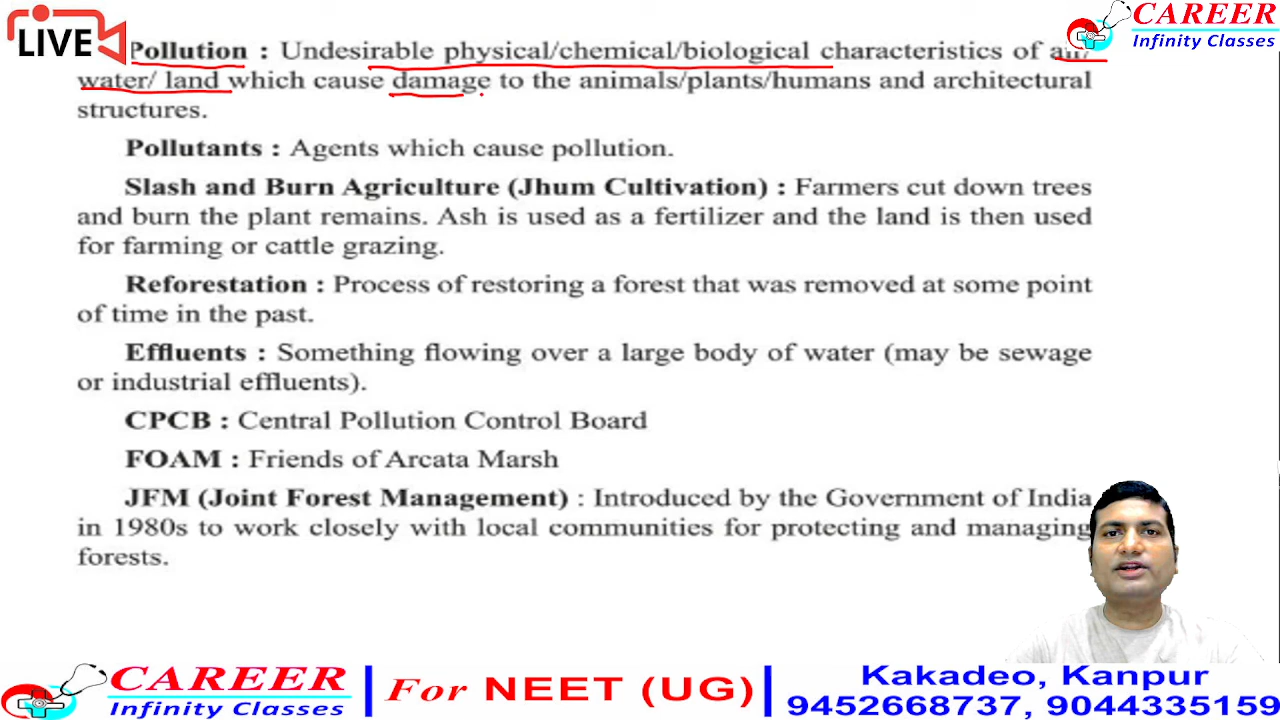 LIVE
CAREER
Infinity Classes
Pollution : Undesirable physical/chemical/biological characteristics of air/
water/ land which cause damage to the animals/plants/humans and architectural
structures.
Pollutants : Agents which cause pollution.
Slash and Burn Agriculture (Jhum Cultivation) : Farmers cut down trees
and burn the plant remains. Ash is used as a fertilizer and the land is then used
for farming or cattle grazing.
Reforestation : Process of restoring a forest that was removed at some point
of time in the past.
Effluents : Something flowing over a large body of water (may be sewage
or industrial effluents).
CPCB : Central Pollution Control Board
FOAM : Friends of Arcata Marsh
JFM (Joint Forest Management) : Introduced by the Government of India
in 1980s to work closely with local communities for protecting and managing
forests.
CAREER
Infinity Classes
For NEET (UG)
Kakadeo, Kanpur
9452668737, 9044335159